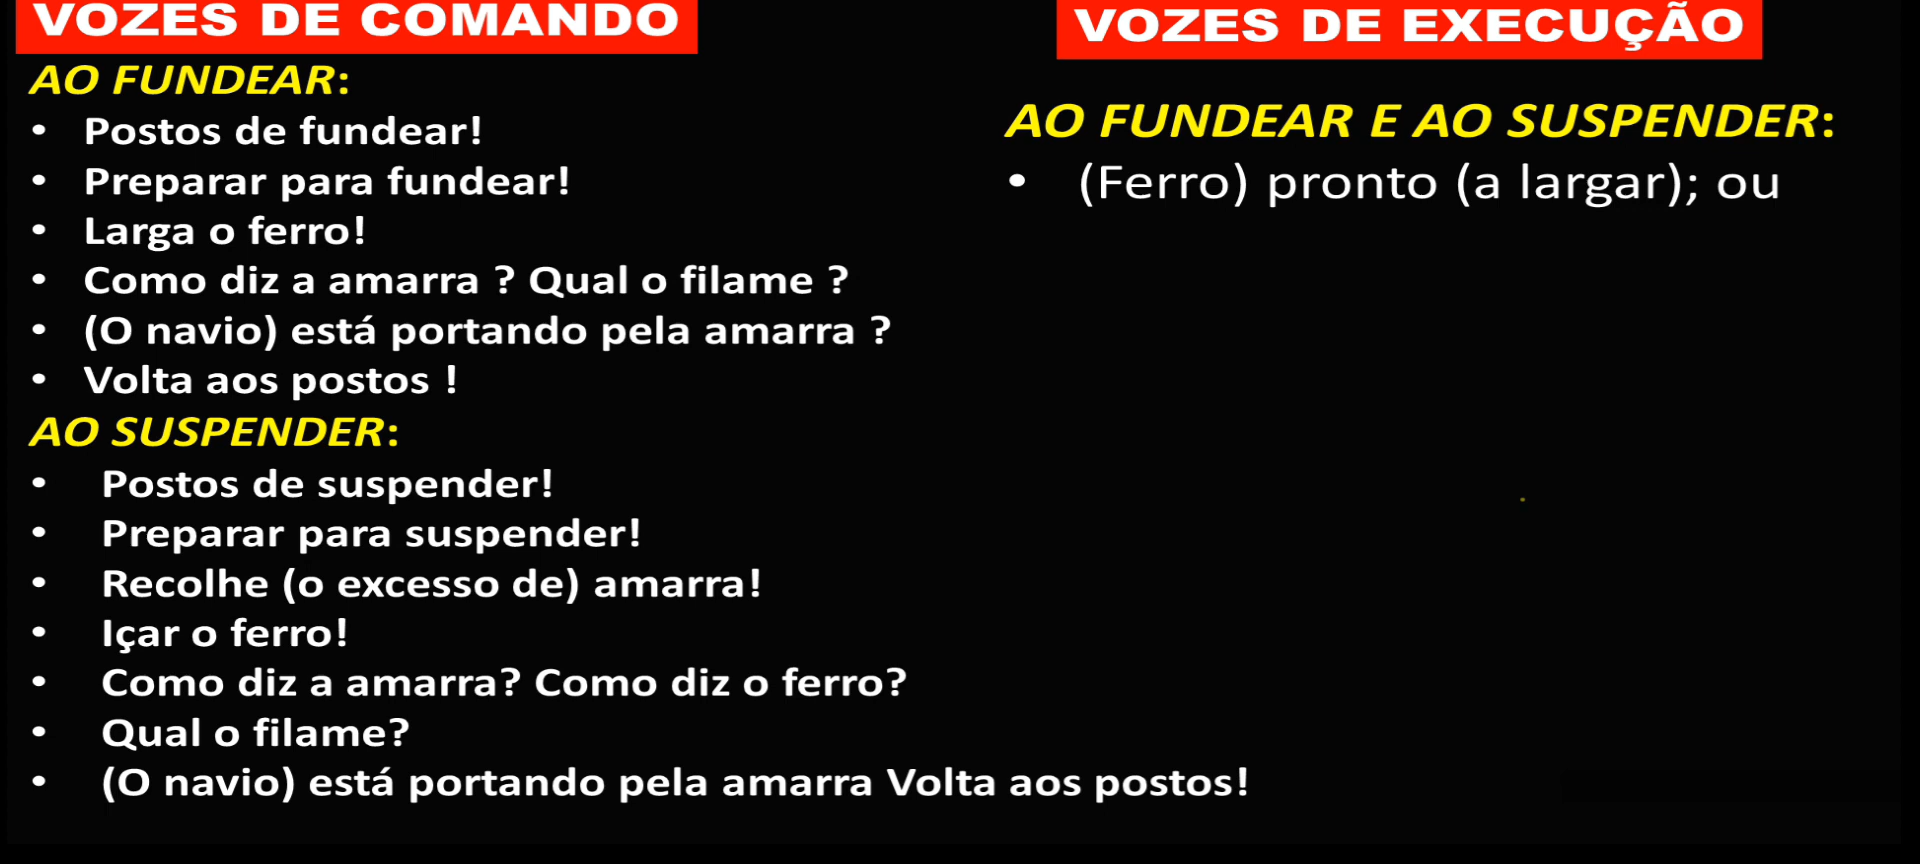 VOZES DE COMANDO
AO FUNDEAR:
• Postos de fundear!
• Preparar para fundear!
• Larga o ferro!
• Como diz a amarra ? Qual o filame ?
• (O navio) está portando pela amarra ?
• Volta aos postos !
AO SUSPENDER:
• Postos de suspender!
• Preparar para suspender!
• Recolhe (o excesso de) amarra!
• Içar o ferro!
• Como diz a amarra? Como diz o ferro?
• Qual o filame?
• (O navio) está portando pela amarra Volta aos postos!
VOZES DE EXECUÇÃO
AO FUNDEAR E AO SUSPENDER:
• (Ferro) pronto (a largar); ou